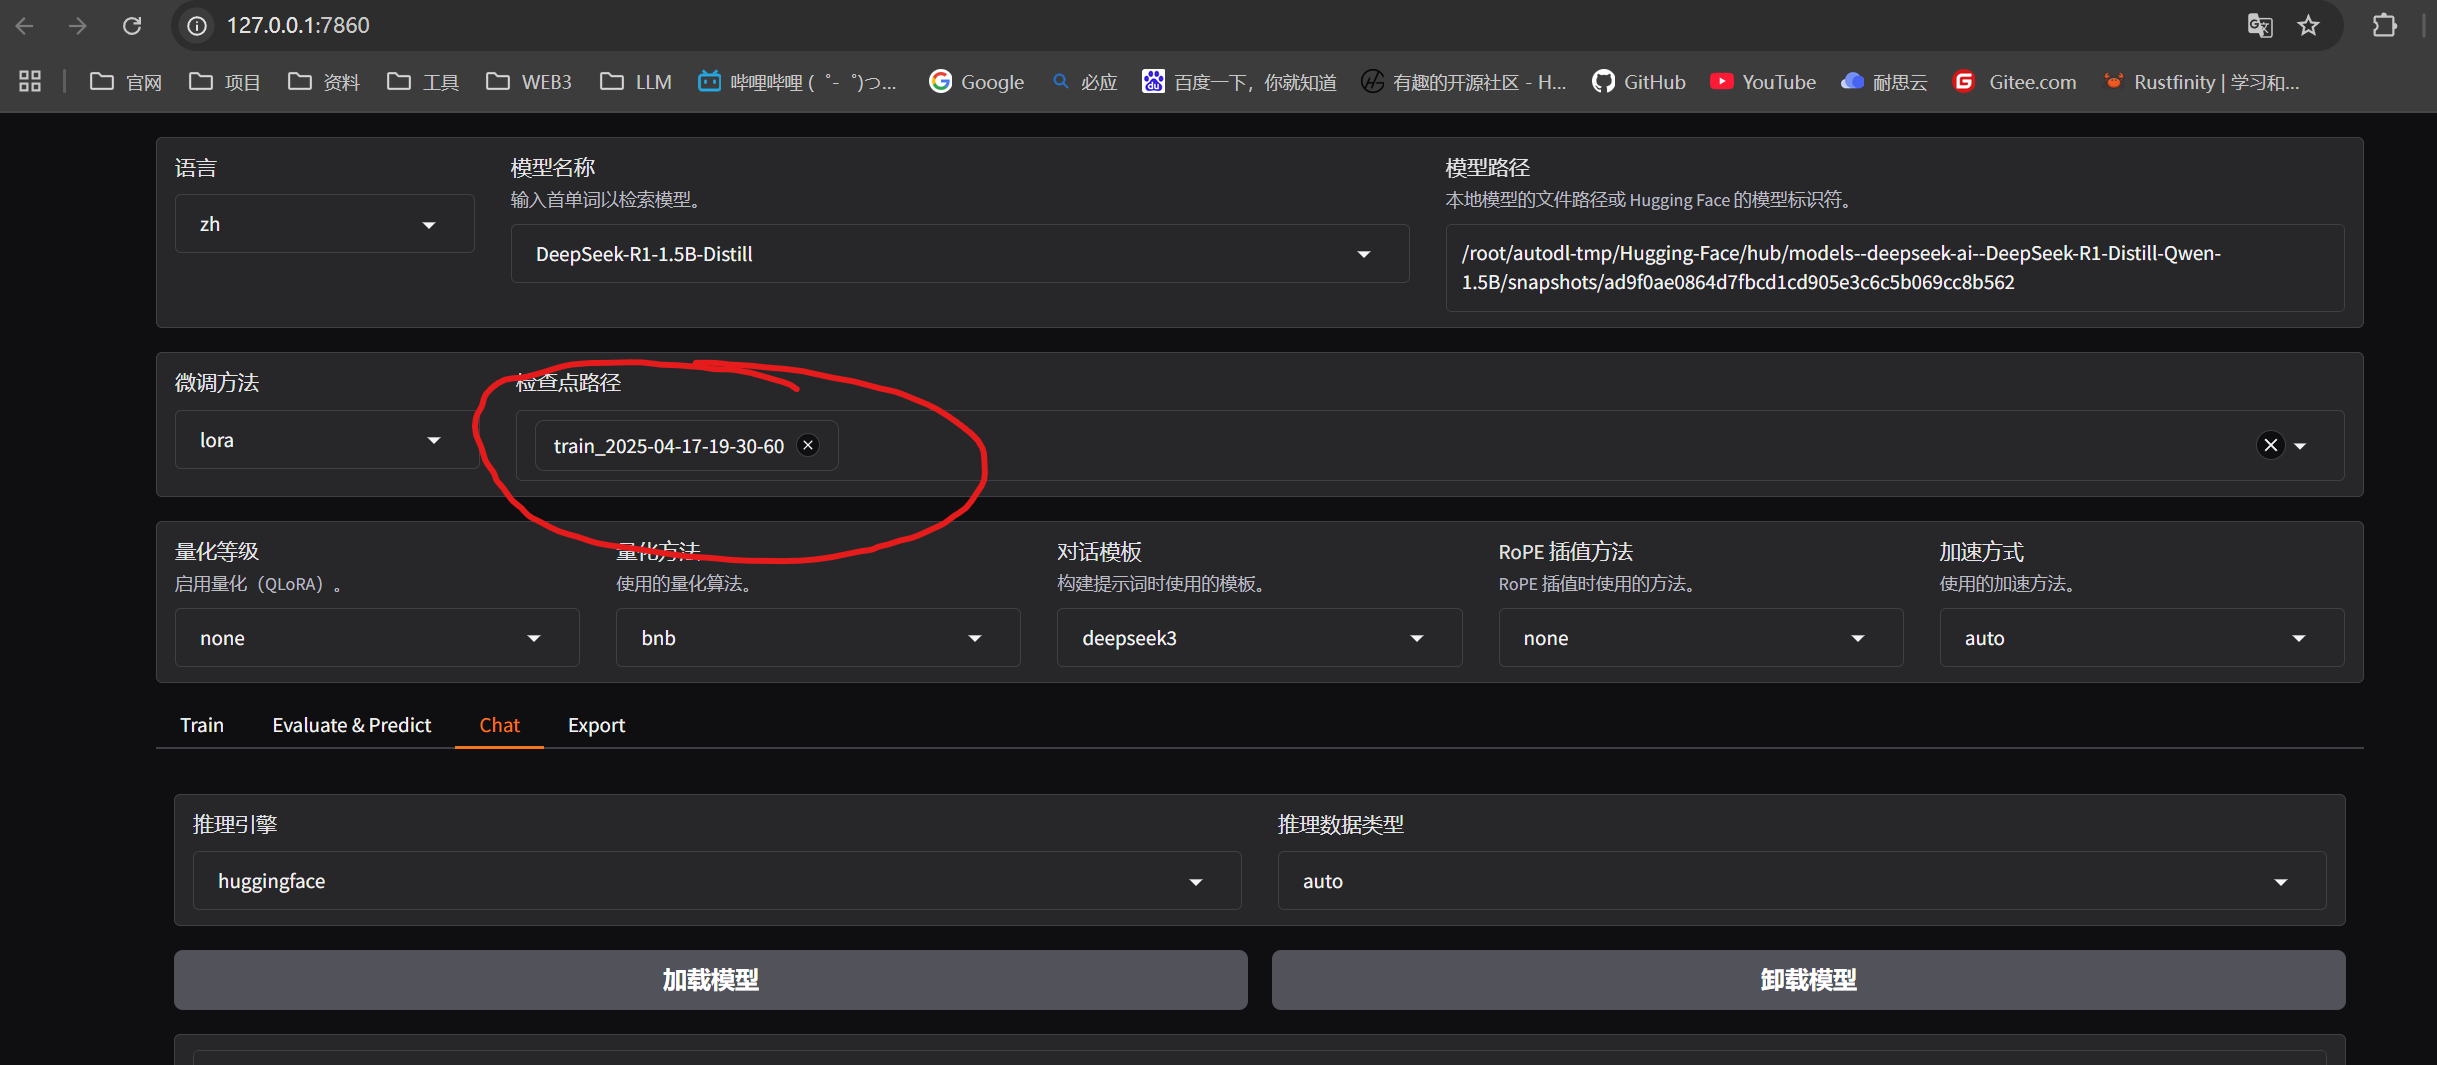 127.0.0.1:7860
官网 项目 资料 工具 WEB3 LLM 哔哩哔哩 (゜-゜)つ... Google 必应 百度一下，你就知道 有趣的开源社区 - H... GitHub YouTube 耐思云 Gitee.com Rustfinity | 学习和...
语言
zh
模型名称
输入首单词以检索模型。
DeepSeek-R1-1.5B-Distill
模型路径
本地模型的文件路径或 Hugging Face 的模型标识符。
/root/autodl-tmp/Hugging-Face/hub/models--deepseek-ai--DeepSeek-R1-Distill-Qwen-
1.5B/snapshots/ad9f0ae0864d7fbcd1cd905e3c6c5b069cc8b562
微调方法
lora
检查点路径
train_2025-04-17-19-30-60
量化等级
启用量化（QLoRA）。
none
量化方法
使用的量化算法。
bnb
对话模板
构建提示词时使用的模板。
deepseek3
RoPE 插值方法
RoPE 插值时使用的方法。
none
加速方式
使用的加速方法。
auto
Train Evaluate & Predict Chat Export
推理引擎
huggingface
推理数据类型
auto
加载模型
卸载模型